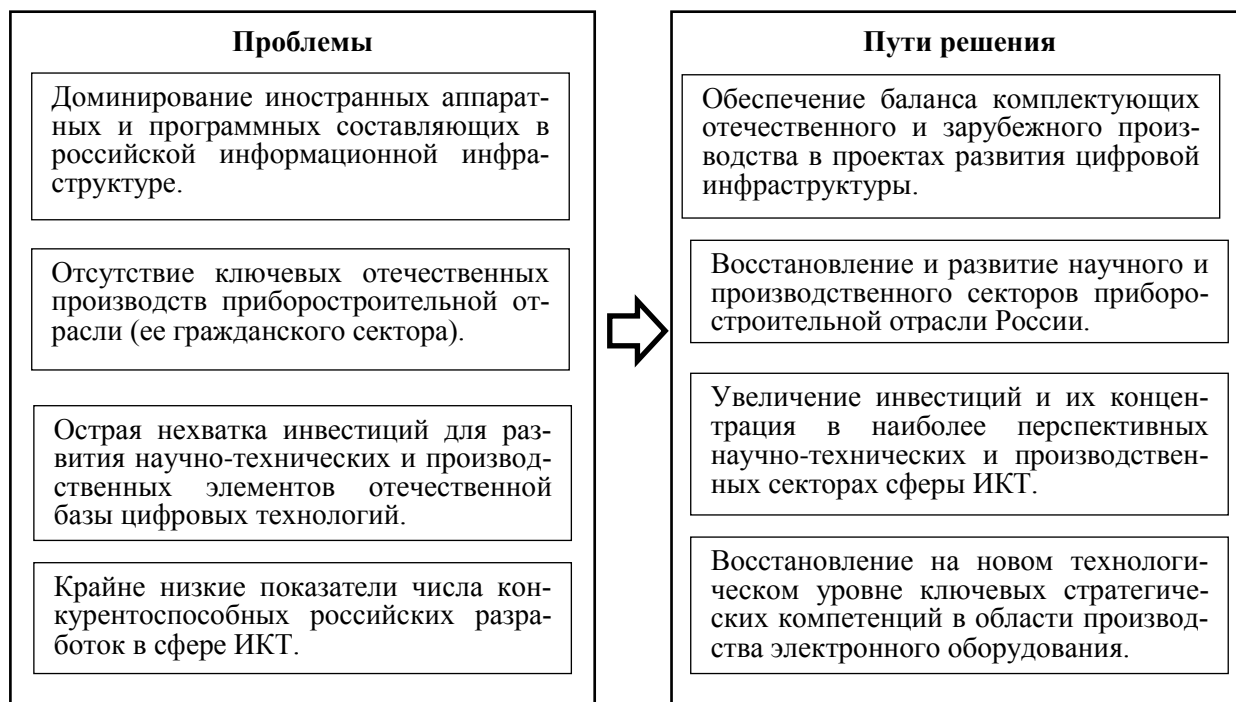 Проблемы
Доминирование иностранных аппарат-
ных и программных составляющих в
российской информационной инфра-
структуре.
Отсутствие ключевых отечественных
производств приборостроительной от-
расли (ее гражданского сектора).
Острая нехватка инвестиций для раз-
вития научно-технических и производ-
ственных элементов отечественной
базы цифровых технологий.
Крайне низкие показатели числа кон-
курентоспособных российских разра-
боток в сфере ИКТ.
Пути решения
Обеспечение баланса комплектующих
отечественного и зарубежного произ-
водства в проектах развития цифровой
инфраструктуры.
Восстановление и развитие научного и
производственного секторов приборо-
строительной отрасли России.
Увеличение инвестиций и их концен-
трация в наиболее перспективных
научно-технических и производствен-
ных секторах сферы ИКТ.
Восстановление на новом технологи-
ческом уровне ключевых стратегиче-
ских компетенций в области производ-
ства электронного оборудования.